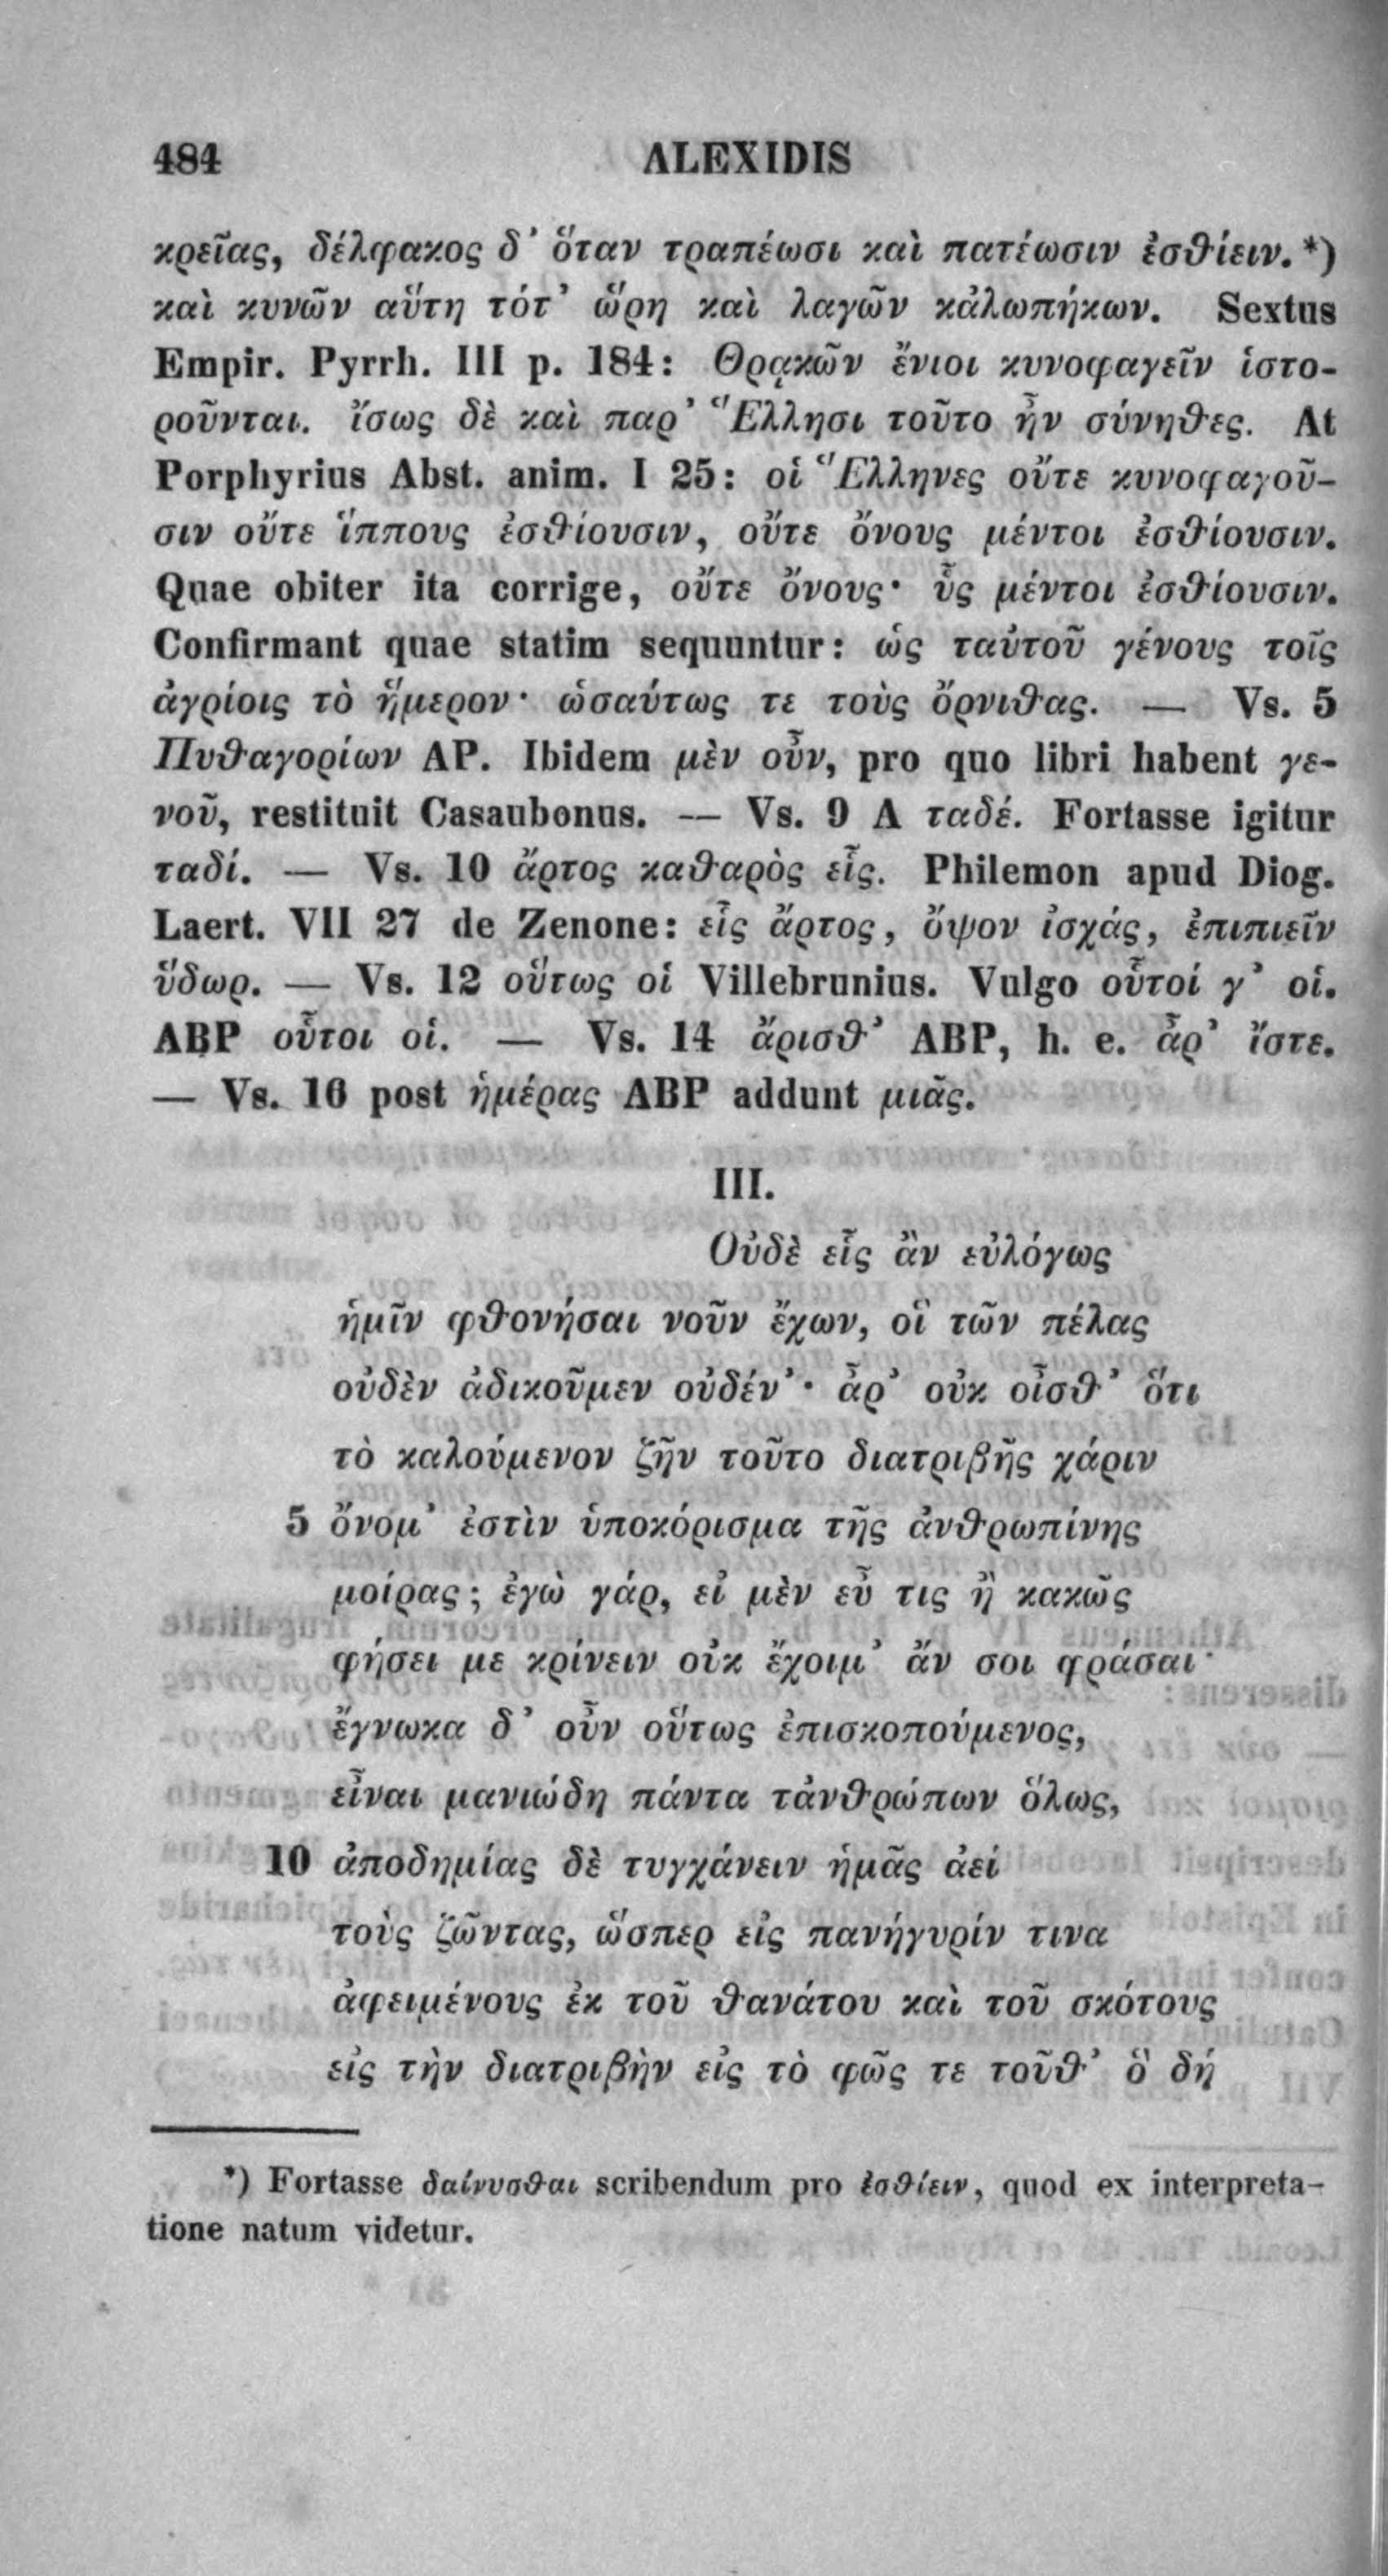 484 ALEXIDIS
κρεῖας, δέλφακος δ᾽ ὅταν τραπέωσι καὶ πατέωσιν ἐσθίειν.*)
καὶ κυνῶν αὕτη τότ᾽ ὥρη καὶ λαγῶν κἀλωπήκων. Sextus
Empir. Pyrrh. III p. 184: Θρᾳκῶν ἔνιοι κυνοφαγεῖν ἱστο-
ροῦνται. ἴσως δὲ καὶ παρ᾽ Ἕλλησι τοῦτο ἦν σύνηθες. At
Porphyrius Abst. anim. I 25: οἱ Ἕλληνες οὔτε κυνοφαγοῦ-
σιν οὔτε ἵππους ἐσθίουσιν, οὔτε ὄνους μέντοι ἐσθίουσιν.
Quae obiter ita corrige, οὔτε ὄνους· ὗς μέντοι ἐσθίουσιν.
Confirmant quae statim sequuntur: ὡς ταὐτοῦ γένους τοῖς
ἀγρίοις τὸ ἥμερον· ὡσαύτως τε τοὺς ὄρνιθας. — Vs. 5
Πυθαγορίων AP. Ibidem μὲν οὖν, pro quo libri habent γε-
νοῦ, restituit Casaubonus. — Vs. 9 A ταδέ. Fortasse igitur
ταδί. — Vs. 10 ἄρτος καθαρὸς εἷς. Philemon apud Diog.
Laert. VII 27 de Zenone: εἷς ἄρτος, ὄψον ἰσχάς, ἐπιπιεῖν
ὕδωρ. — Vs. 12 οὕτως οἱ Villebrunius. Vulgo οὗτοί γ᾽ οἱ.
ABP οὗτοι οἱ. — Vs. 14 ἄρισθ᾽ ABP, h. e. ἆρ᾽ ἴστε.
— Vs. 16 post ἡμέρας ABP addunt μιᾶς.
III.
Οὐδὲ εἷς ἂν εὐλόγως
ἡμῖν φθονήσαι νοῦν ἔχων, οἳ τῶν πέλας
οὐδὲν ἀδικοῦμεν οὐδέν᾽· ἆρ᾽ οὐκ οἶσθ᾽ ὅτι
τὸ καλούμενον ζῆν τοῦτο διατριβῆς χάριν
5 ὄνομ᾽ ἐστὶν ὑποκόρισμα τῆς ἀνθρωπίνης
μοίρας; ἐγὼ γάρ, εἰ μὲν εὖ τις ἢ κακῶς
φήσει με κρίνειν οὐκ ἔχοιμ᾽ ἄν σοι φράσαι·
ἔγνωκα δ᾽ οὖν οὕτως ἐπισκοπούμενος,
εἶναι μανιώδη πάντα τἀνθρώπων ὅλως,
10 ἀποδημίας δὲ τυγχάνειν ἡμᾶς ἀεί
τοὺς ζῶντας, ὥσπερ εἰς πανήγυρίν τινα
ἀφειμένους ἐκ τοῦ θανάτου καὶ τοῦ σκότους
εἰς τὴν διατριβὴν εἰς τὸ φῶς τε τοῦθ᾽ ὃ δή
*) Fortasse δαίνυσθαι scribendum pro ἐσθίειν, quod ex interpreta-
tione natum videtur.